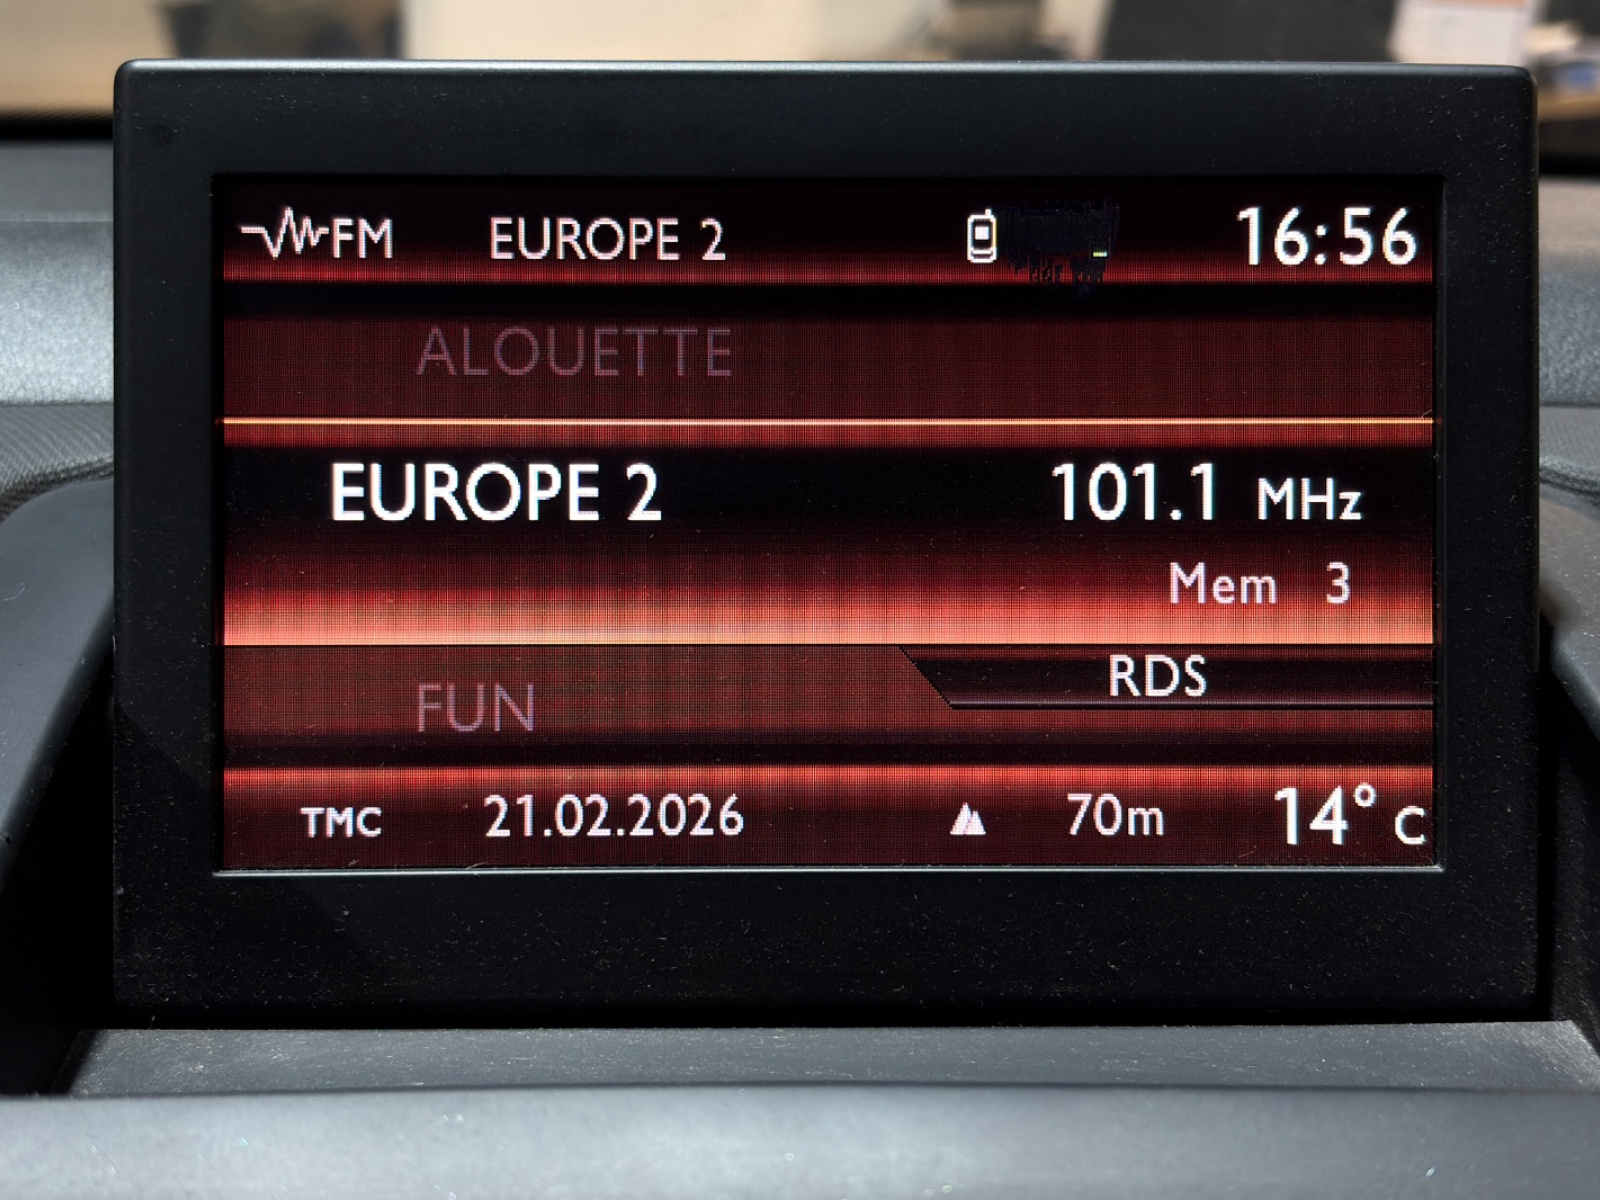 FM EUROPE 2 16:56
ALOUETTE
EUROPE 2 101.1 MHz
Mem 3
RDS
FUN
TMC 21.02.2026 70m 14° C